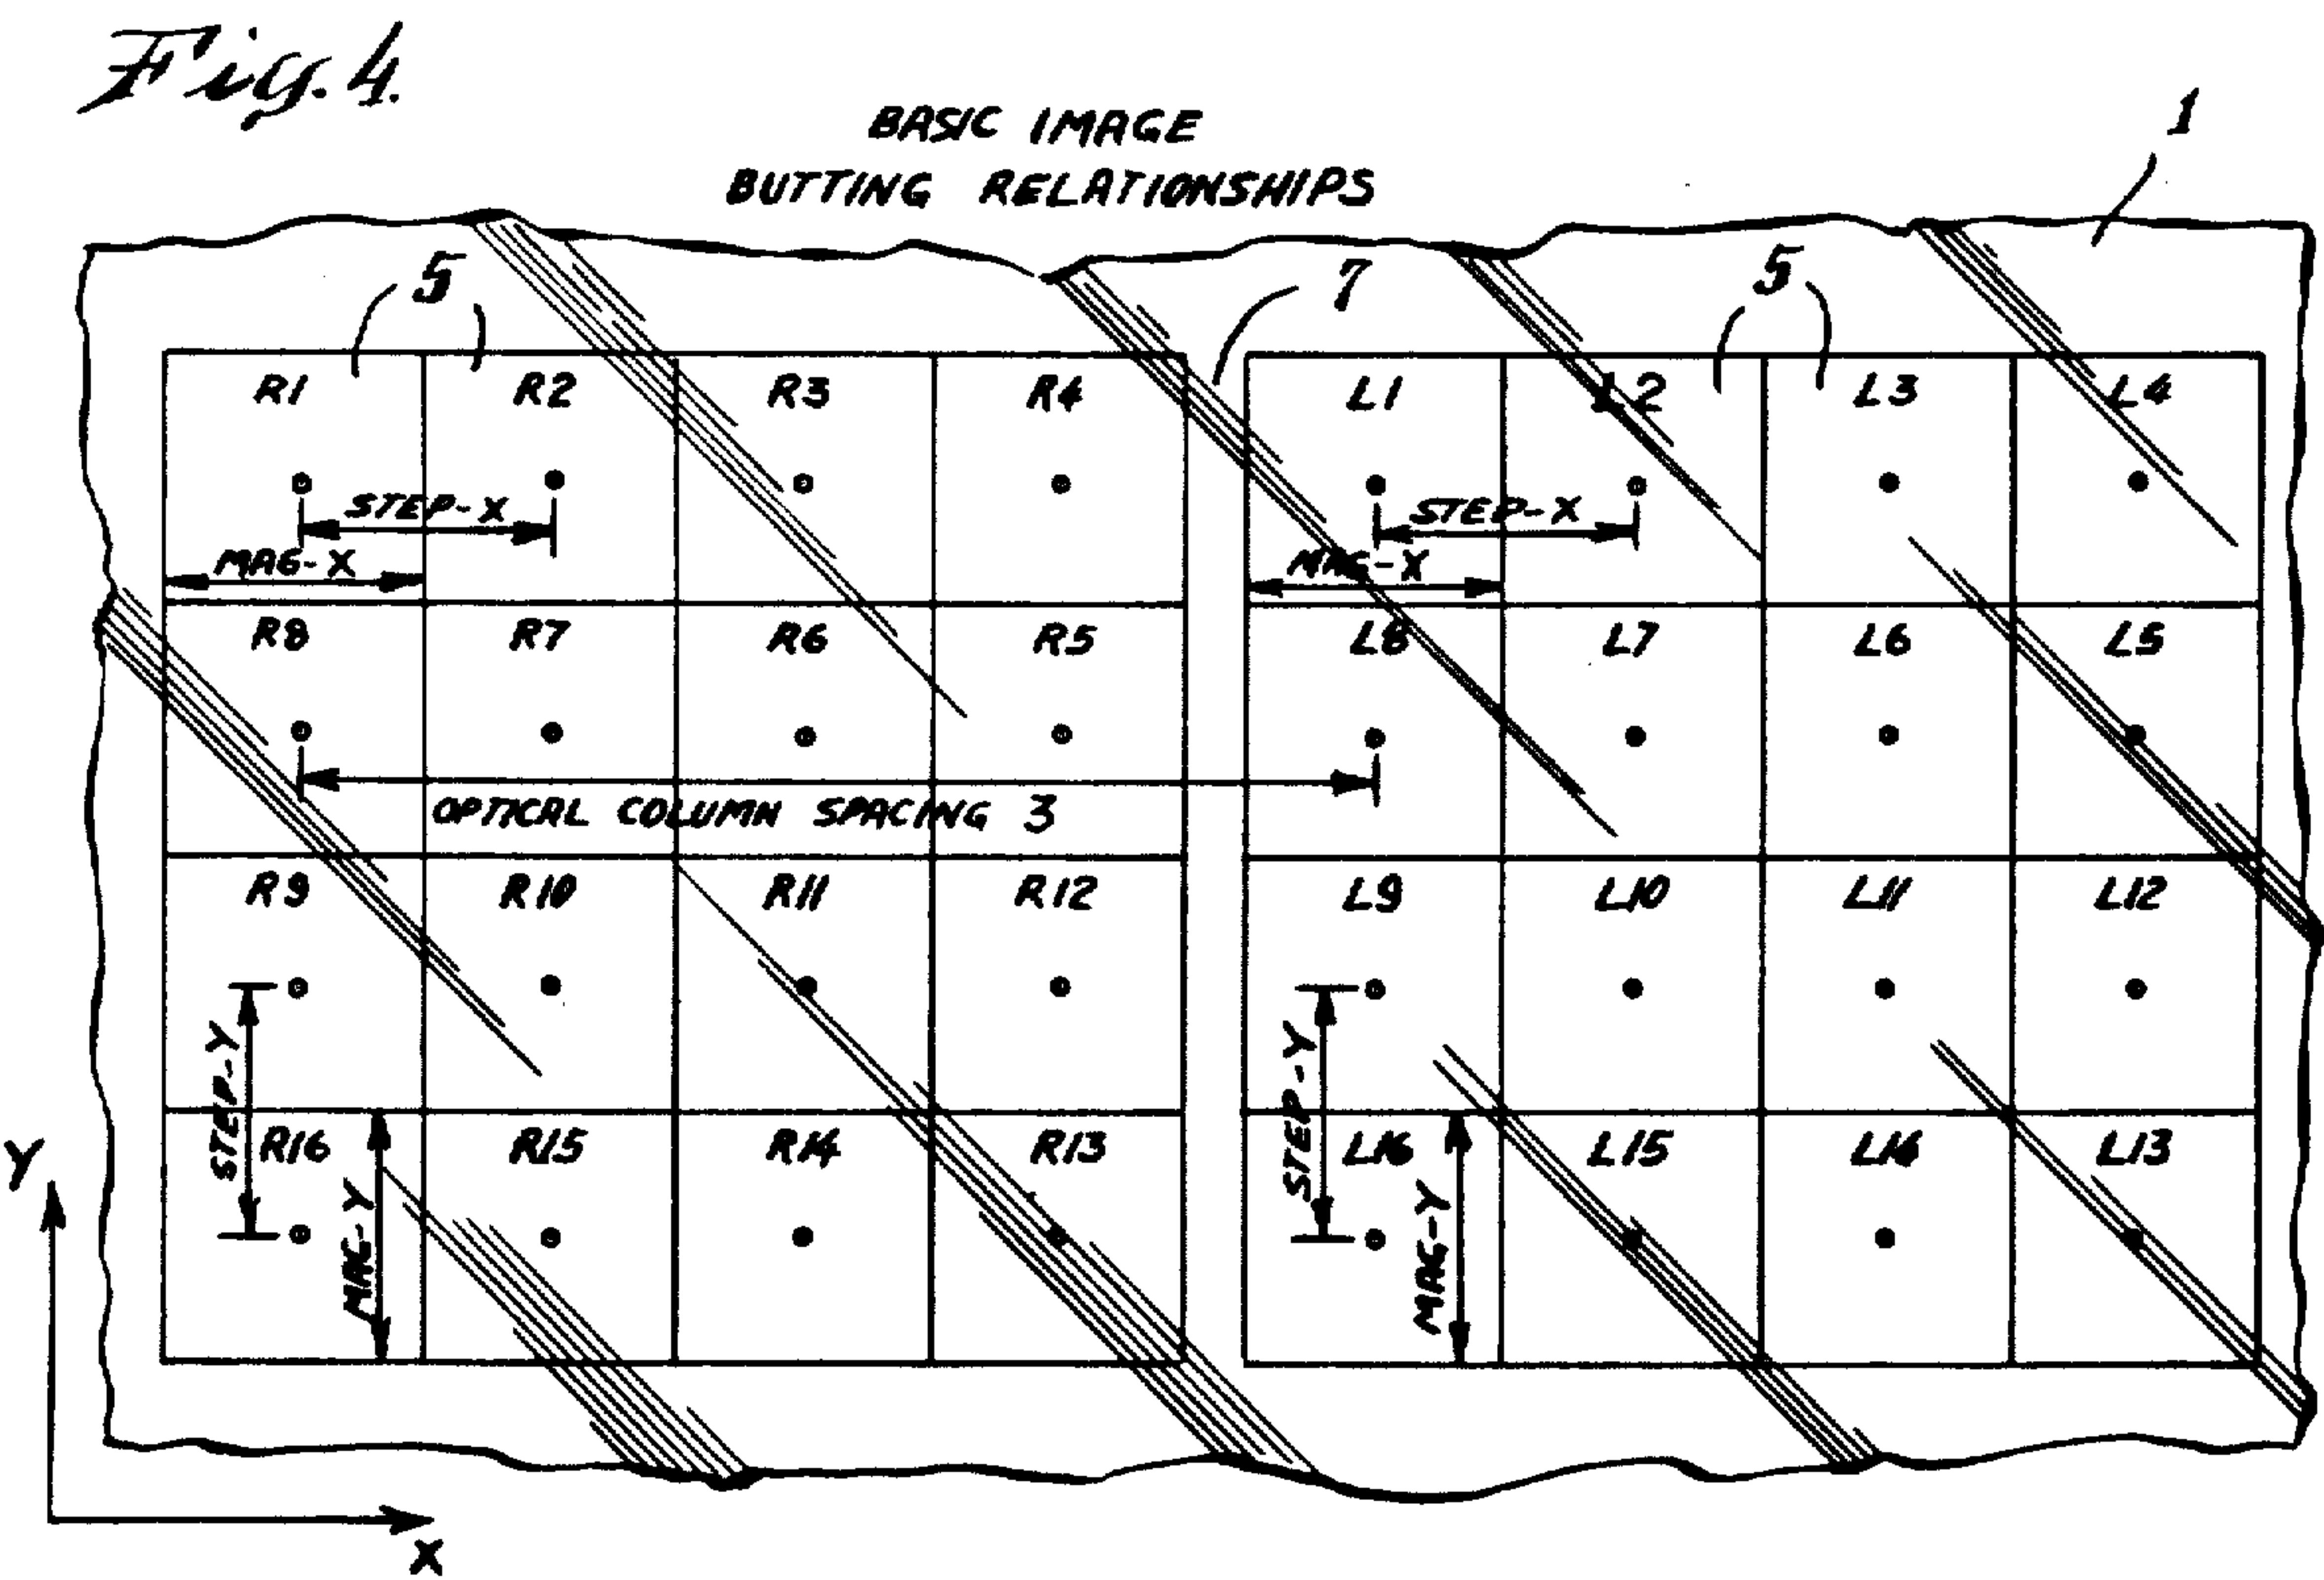 Fig. 4.
BASIC IMAGE
BUTTING RELATIONSHIPS
1
5
7
5
R1 R2 R3 R4 L1 L2 L3 L4
STEP-X STEP-X
MAG-X MAG-X
R8 R7 R6 R5 L8 L7 L6 L5
OPTICAL COLUMN SPACING 3
R9 R10 R11 R12 L9 L10 L11 L12
STEP-Y STEP-Y
R16 R15 R14 R13 L16 L15 L14 L13
MAG-Y MAG-Y
Y
X